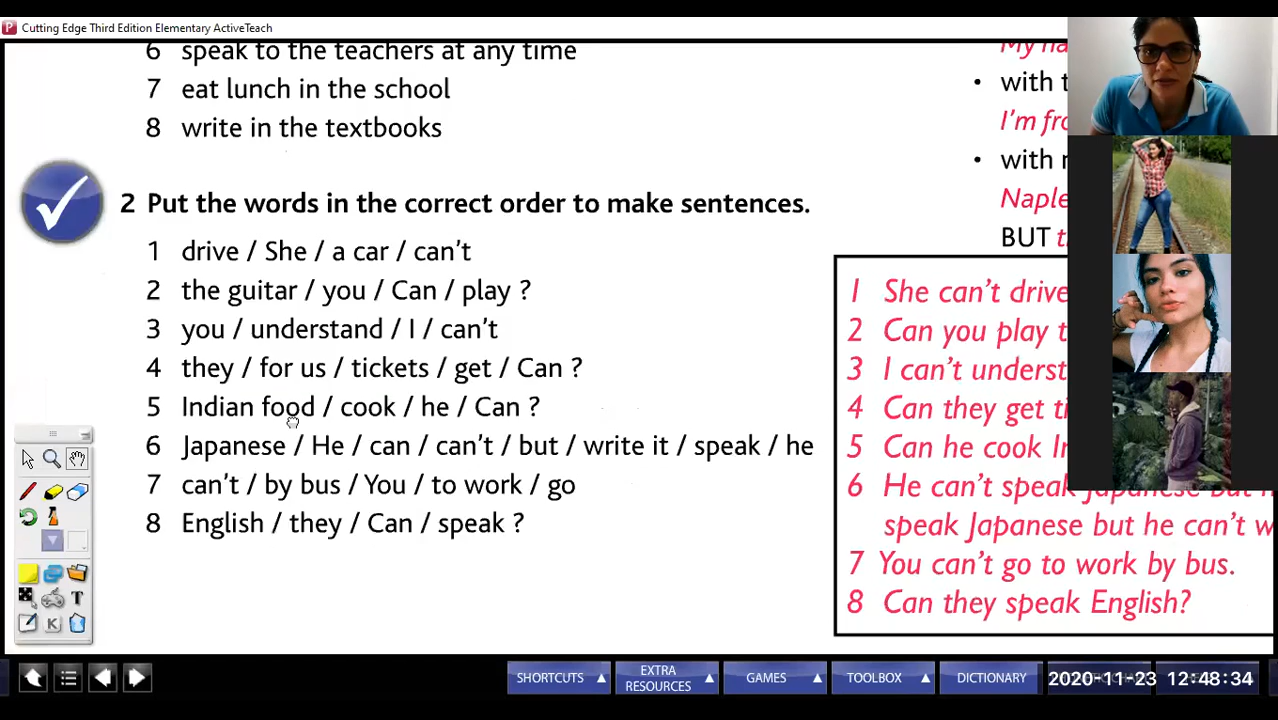 Cutting Edge Third Edition Elementary ActiveTeach
6 speak to the teachers at any time
7 eat lunch in the school
8 write in the textbooks
2 Put the words in the correct order to make sentences.
1 drive / She / a car / can't
2 the guitar / you / Can / play ?
3 you / understand / I / can't
4 they / for us / tickets / get / Can ?
5 Indian food / cook / he / Can ?
6 Japanese / He / can / can't / but / write it / speak / he
7 can't / by bus / You / to work / go
8 English / they / Can / speak ?
My
• with
I'm
• with
BUT
1 She can't drive
2 Can you play
3 I can't
4 Can they get
5 Can he cook
6 He can't speak Japanese but
speak Japanese but he can't
7 You can't go to work by bus.
8 Can they speak English?
T
K
SHORTCUTS
EXTRA
RESOURCES
GAMES
TOOLBOX
DICTIONARY
2020-11-23 12:48:34